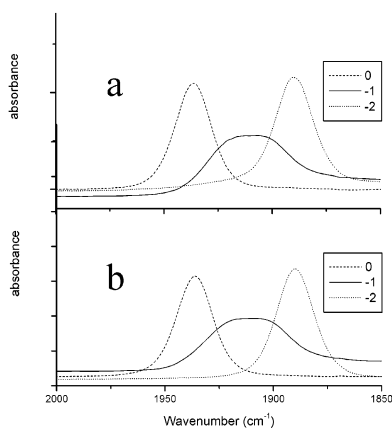 absorbance
a
0
-1
-2
absorbance
b
0
-1
-2
2000 1950 1900 1850
Wavenumber (cm⁻¹)